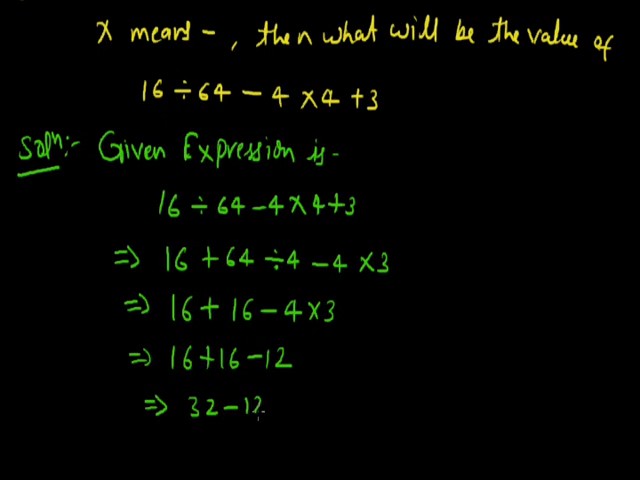 X means - , then what will be the value of
16 ÷ 64 - 4 × 4 + 3
Solⁿ:- Given Expression is -
16 ÷ 64 - 4 × 4 + 3
⇒ 16 + 64 ÷ 4 - 4 × 3
⇒ 16 + 16 - 4 × 3
⇒ 16 + 16 - 12
⇒ 32 - 12